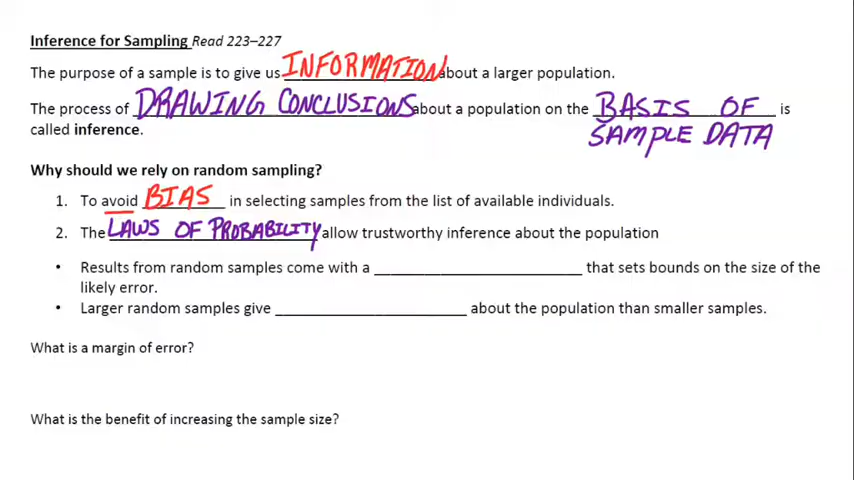 Inference for Sampling Read 223–227
The purpose of a sample is to give us INFORMATION about a larger population.
The process of DRAWING CONCLUSIONS about a population on the BASIS OF is
SAMPLE DATA
called inference.
Why should we rely on random sampling?
1. To avoid BIAS in selecting samples from the list of available individuals.
2. The LAWS OF PROBABILITY allow trustworthy inference about the population
• Results from random samples come with a ____________________ that sets bounds on the size of the
likely error.
• Larger random samples give ____________________ about the population than smaller samples.
What is a margin of error?
What is the benefit of increasing the sample size?